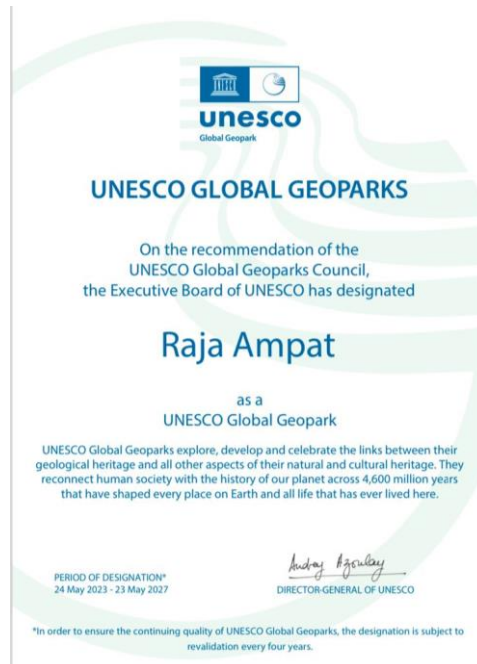 unesco
Global Geopark
UNESCO GLOBAL GEOPARKS
On the recommendation of the
UNESCO Global Geoparks Council,
the Executive Board of UNESCO has designated
Raja Ampat
as a
UNESCO Global Geopark
UNESCO Global Geoparks explore, develop and celebrate the links between their
geological heritage and all other aspects of their natural and cultural heritage. They
reconnect human society with the history of our planet across 4,600 million years
that have shaped every place on Earth and all life that has ever lived here.
Audrey Azoulay
PERIOD OF DESIGNATION*
24 May 2023 - 23 May 2027
DIRECTOR-GENERAL OF UNESCO
*In order to ensure the continuing quality of UNESCO Global Geoparks, the designation is subject to
revalidation every four years.